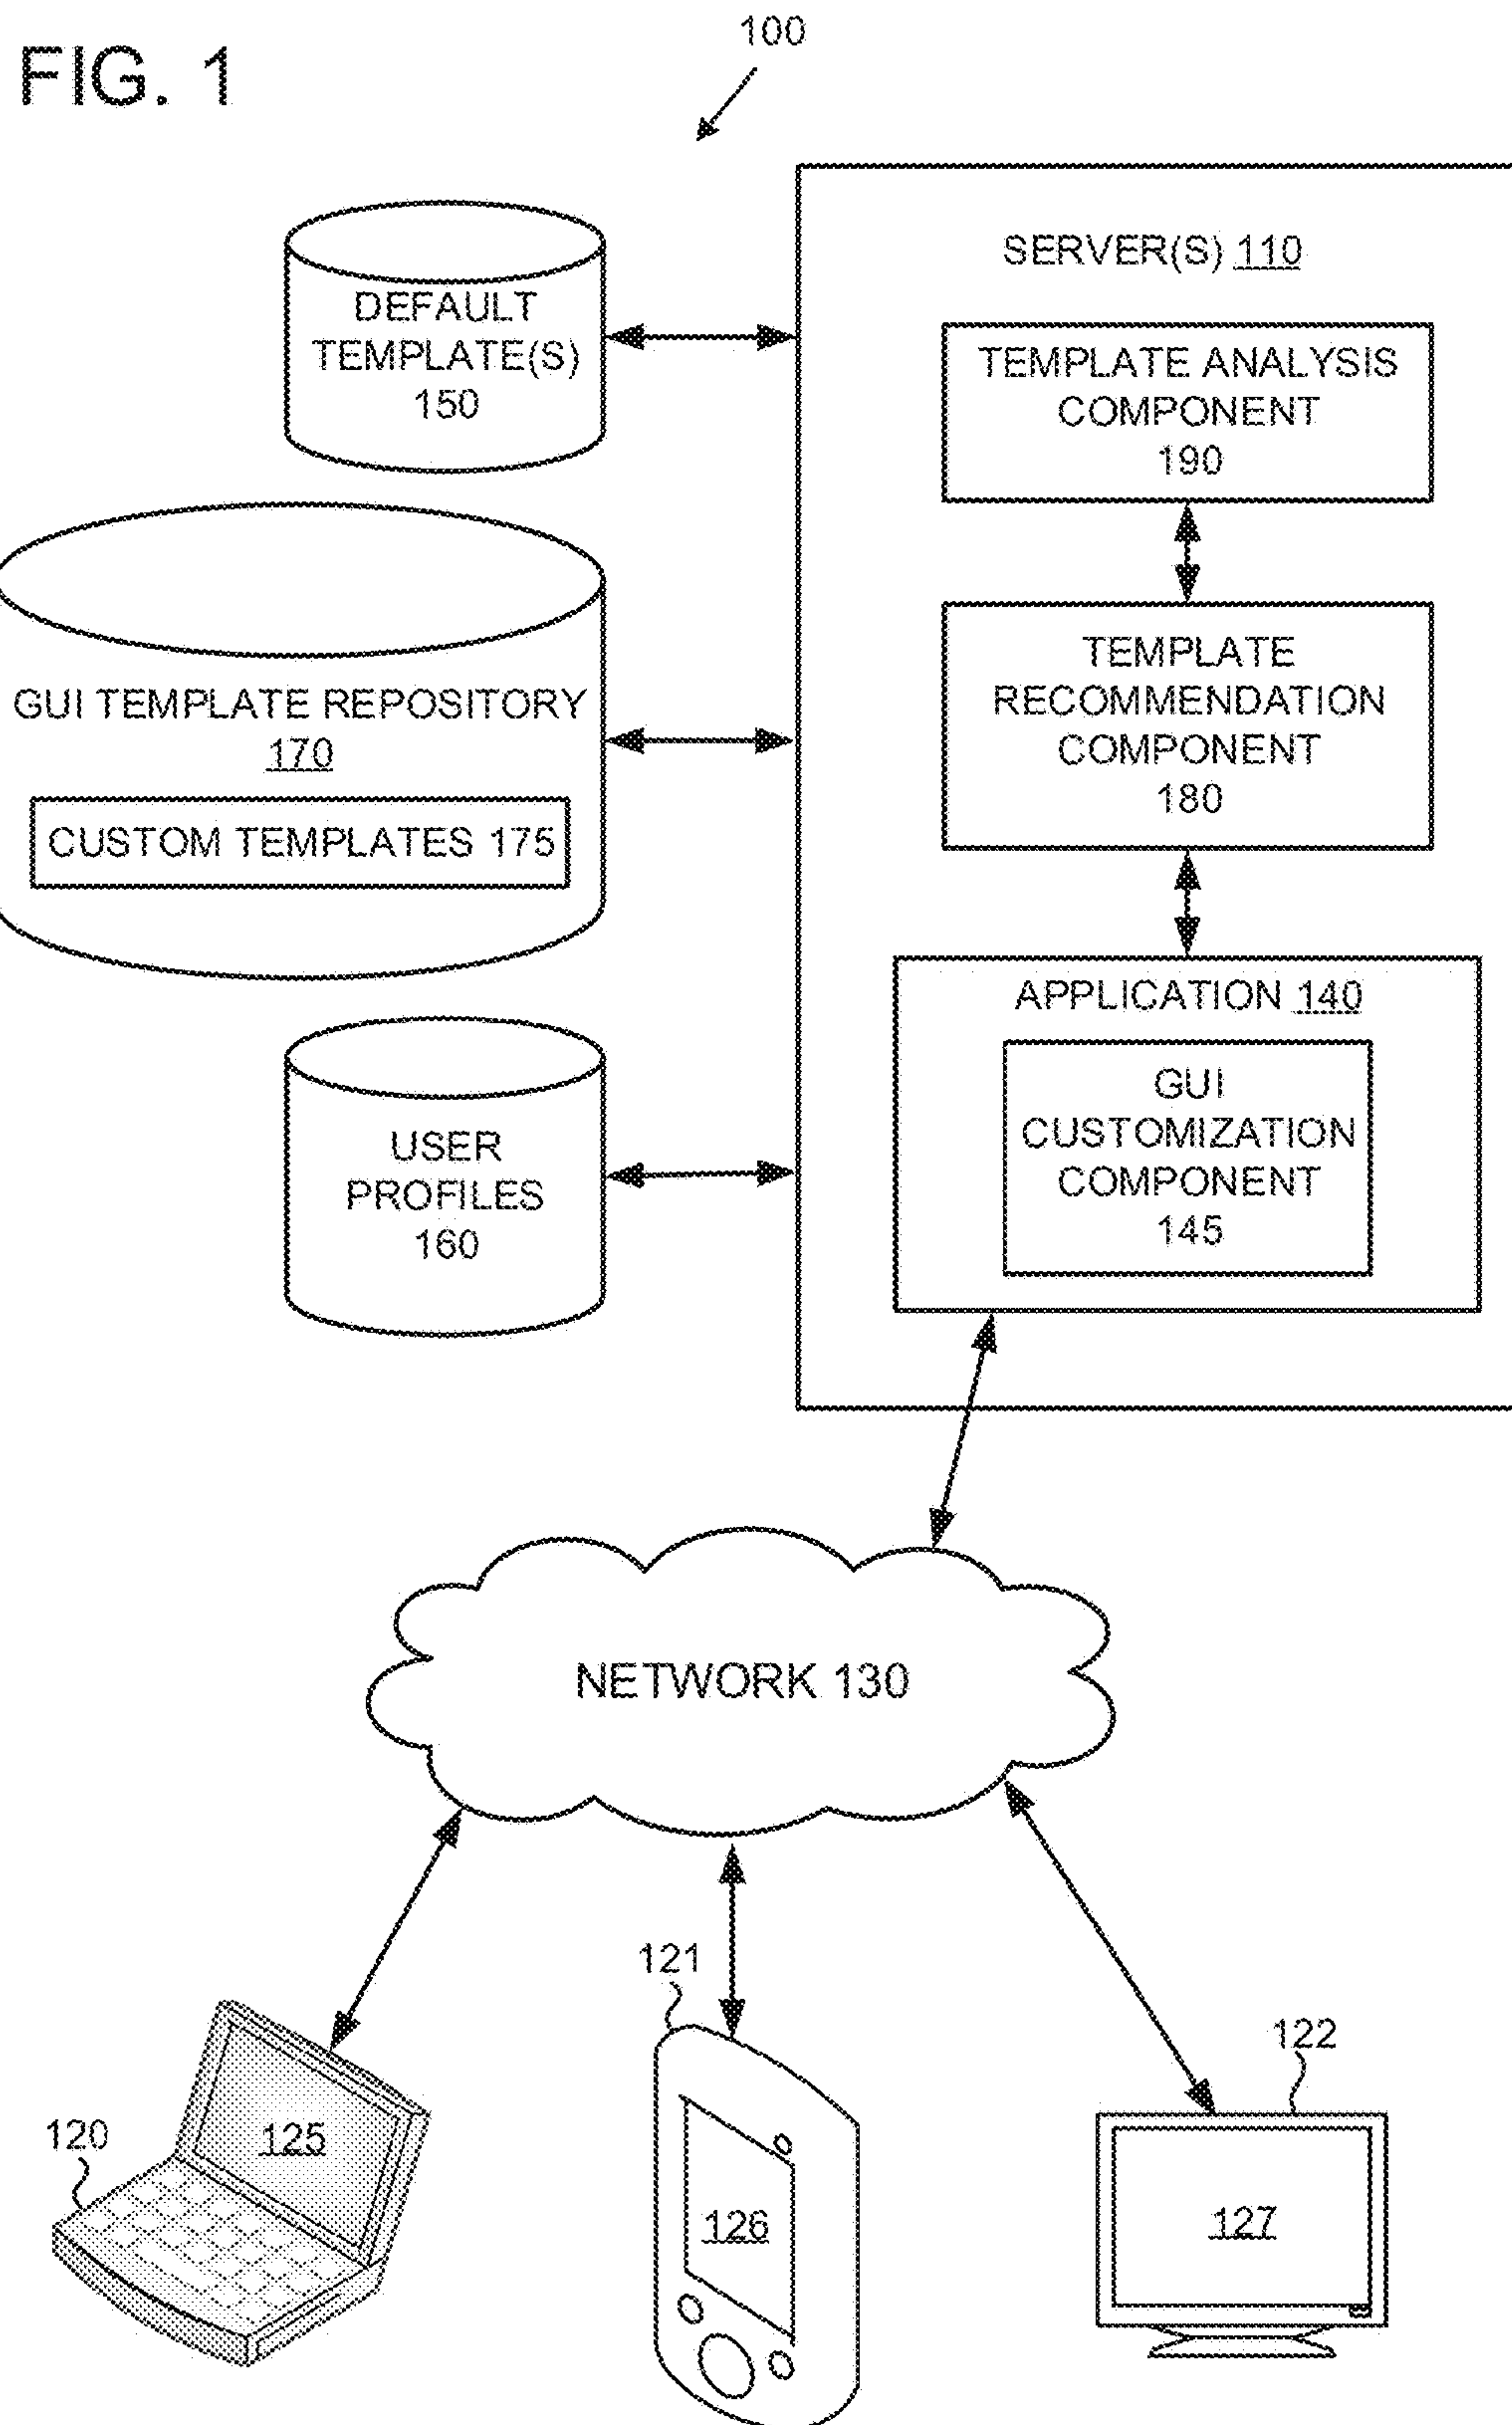 FIG. 1
100
DEFAULT
TEMPLATE(S)
150
GUI TEMPLATE REPOSITORY
170
CUSTOM TEMPLATES 175
USER
PROFILES
160
SERVER(S) 110
TEMPLATE ANALYSIS
COMPONENT
190
TEMPLATE
RECOMMENDATION
COMPONENT
180
APPLICATION 140
GUI
CUSTOMIZATION
COMPONENT
145
NETWORK 130
120
125
121
126
122
127